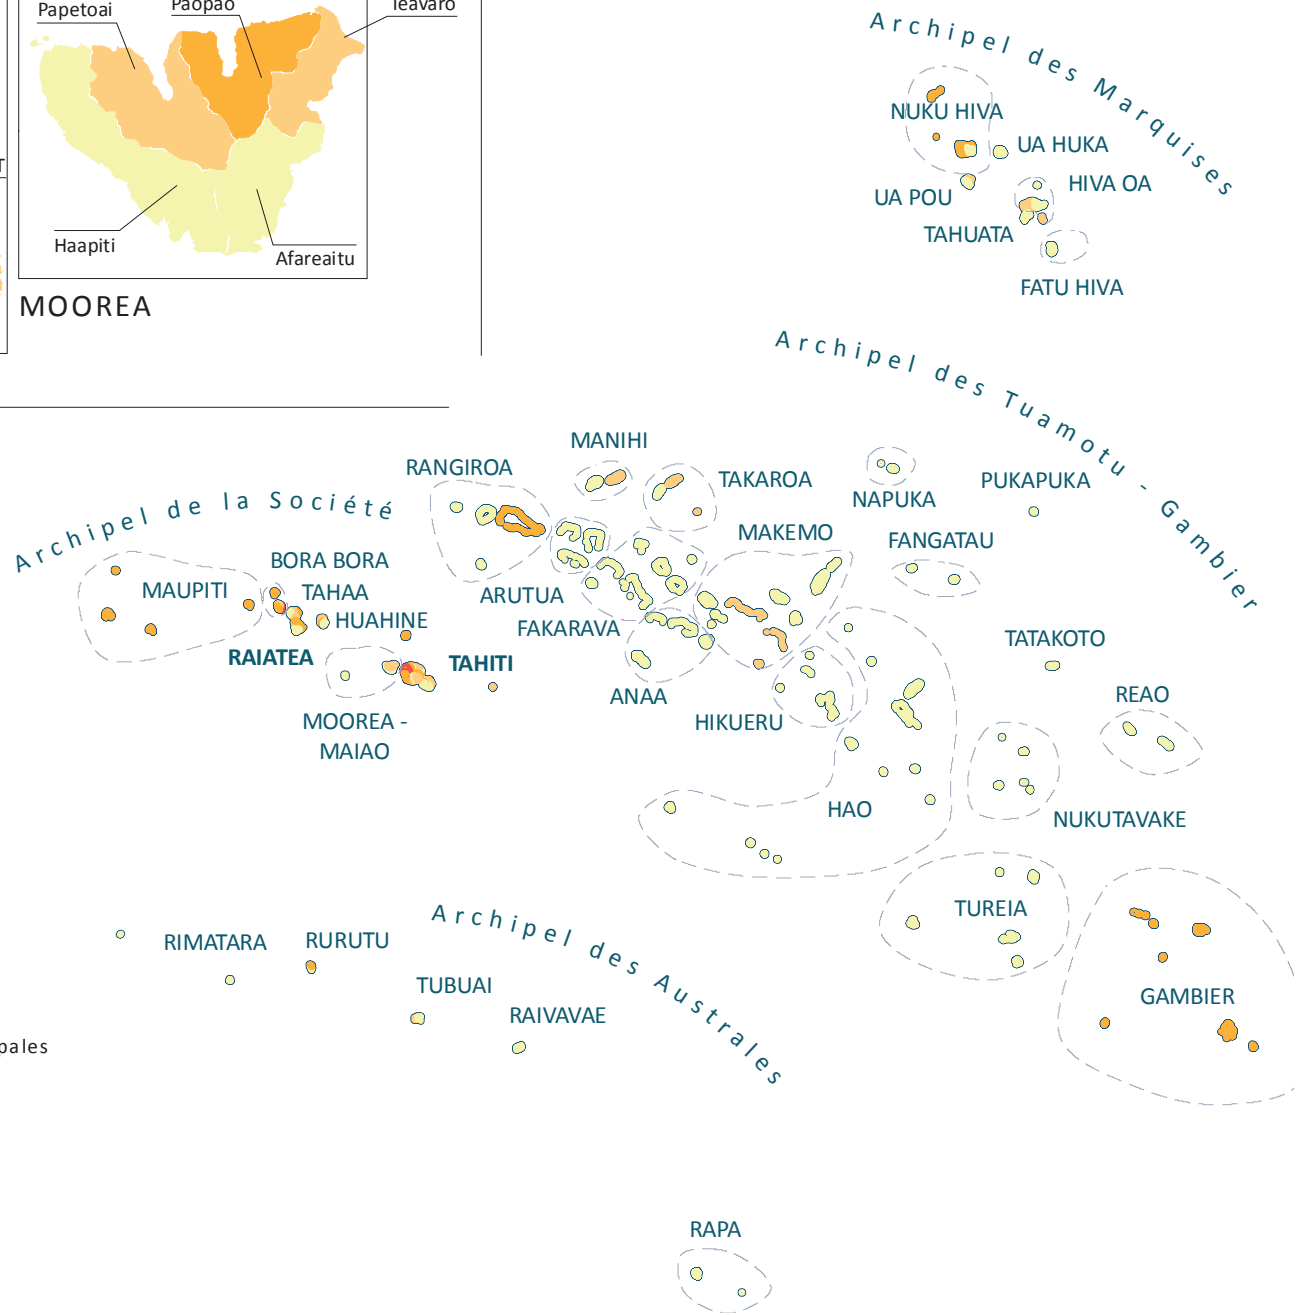 Papetoai
Paopao
Teavaro
Haapiti
Afareaitu
MOOREA
Archipel des Marquises
NUKU HIVA
UA HUKA
UA POU
HIVA OA
TAHUATA
FATU HIVA
Archipel des Tuamotu - Gambier
MANIHI
RANGIROA
TAKAROA
NAPUKA
PUKAPUKA
Archipel de la Société
MAKEMO
FANGATAU
BORA BORA
MAUPITI
TAHAA
ARUTUA
HUAHINE
FAKARAVA
TATAKOTO
RAIATEA
TAHITI
ANAA
REAO
MOOREA -
MAIAO
HIKUERU
HAO
NUKUTAVAKE
Archipel des Australes
TUREIA
RIMATARA
RURUTU
TUBUAI
GAMBIER
RAIVAVAE
pales
RAPA